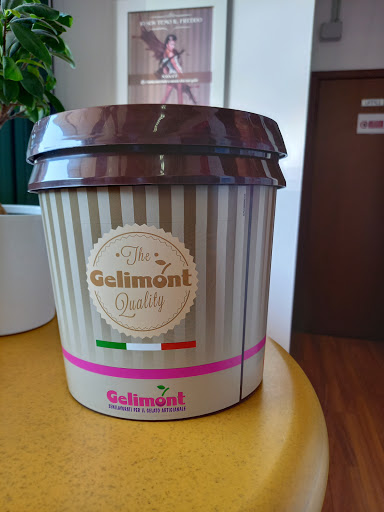 The
Gelimont
Quality
Gelimont
SEMILAVORATI PER IL GELATO ARTIGIANALE